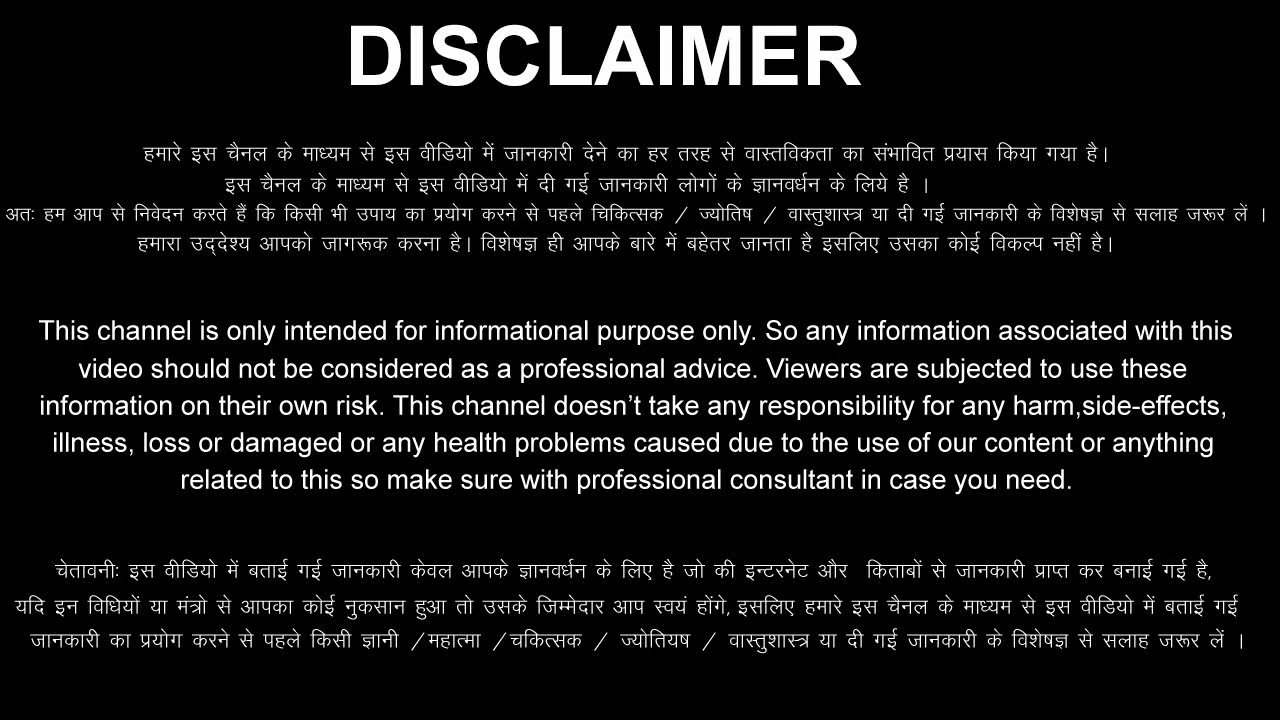 DISCLAIMER
हमारे इस चैनल के माध्यम से इस वीडियो में जानकारी देने का हर तरह से वास्तविकता का संभावित प्रयास किया गया है।
इस चैनल के माध्यम से इस वीडियो में दी गई जानकारी लोगों के ज्ञानवर्धन के लिये है ।
अतः हम आप से निवेदन करते हैं कि किसी भी उपाय का प्रयोग करने से पहले चिकित्सक / ज्योतिष / वास्तुशास्त्र या दी गई जानकारी के विशेषज्ञ से सलाह जरूर लें ।
हमारा उद्देश्य आपको जागरूक करना है। विशेषज्ञ ही आपके बारे में बहेतर जानता है इसलिए उसका कोई विकल्प नहीं है।
This channel is only intended for informational purpose only. So any information associated with this
video should not be considered as a professional advice. Viewers are subjected to use these
information on their own risk. This channel doesn’t take any responsibility for any harm,side-effects,
illness, loss or damaged or any health problems caused due to the use of our content or anything
related to this so make sure with professional consultant in case you need.
चेतावनीः इस वीडियो में बताई गई जानकारी केवल आपके ज्ञानवर्धन के लिए है जो की इन्टरनेट और किताबों से जानकारी प्राप्त कर बनाई गई है,
यदि इन विधियों या मंत्रो से आपका कोई नुकसान हुआ तो उसके जिम्मेदार आप स्वयं होंगे, इसलिए हमारे इस चैनल के माध्यम से इस वीडियो में बताई गई
जानकारी का प्रयोग करने से पहले किसी ज्ञानी /महात्मा /चकित्सक / ज्योतियष / वास्तुशास्त्र या दी गई जानकारी के विशेषज्ञ से सलाह जरूर लें ।